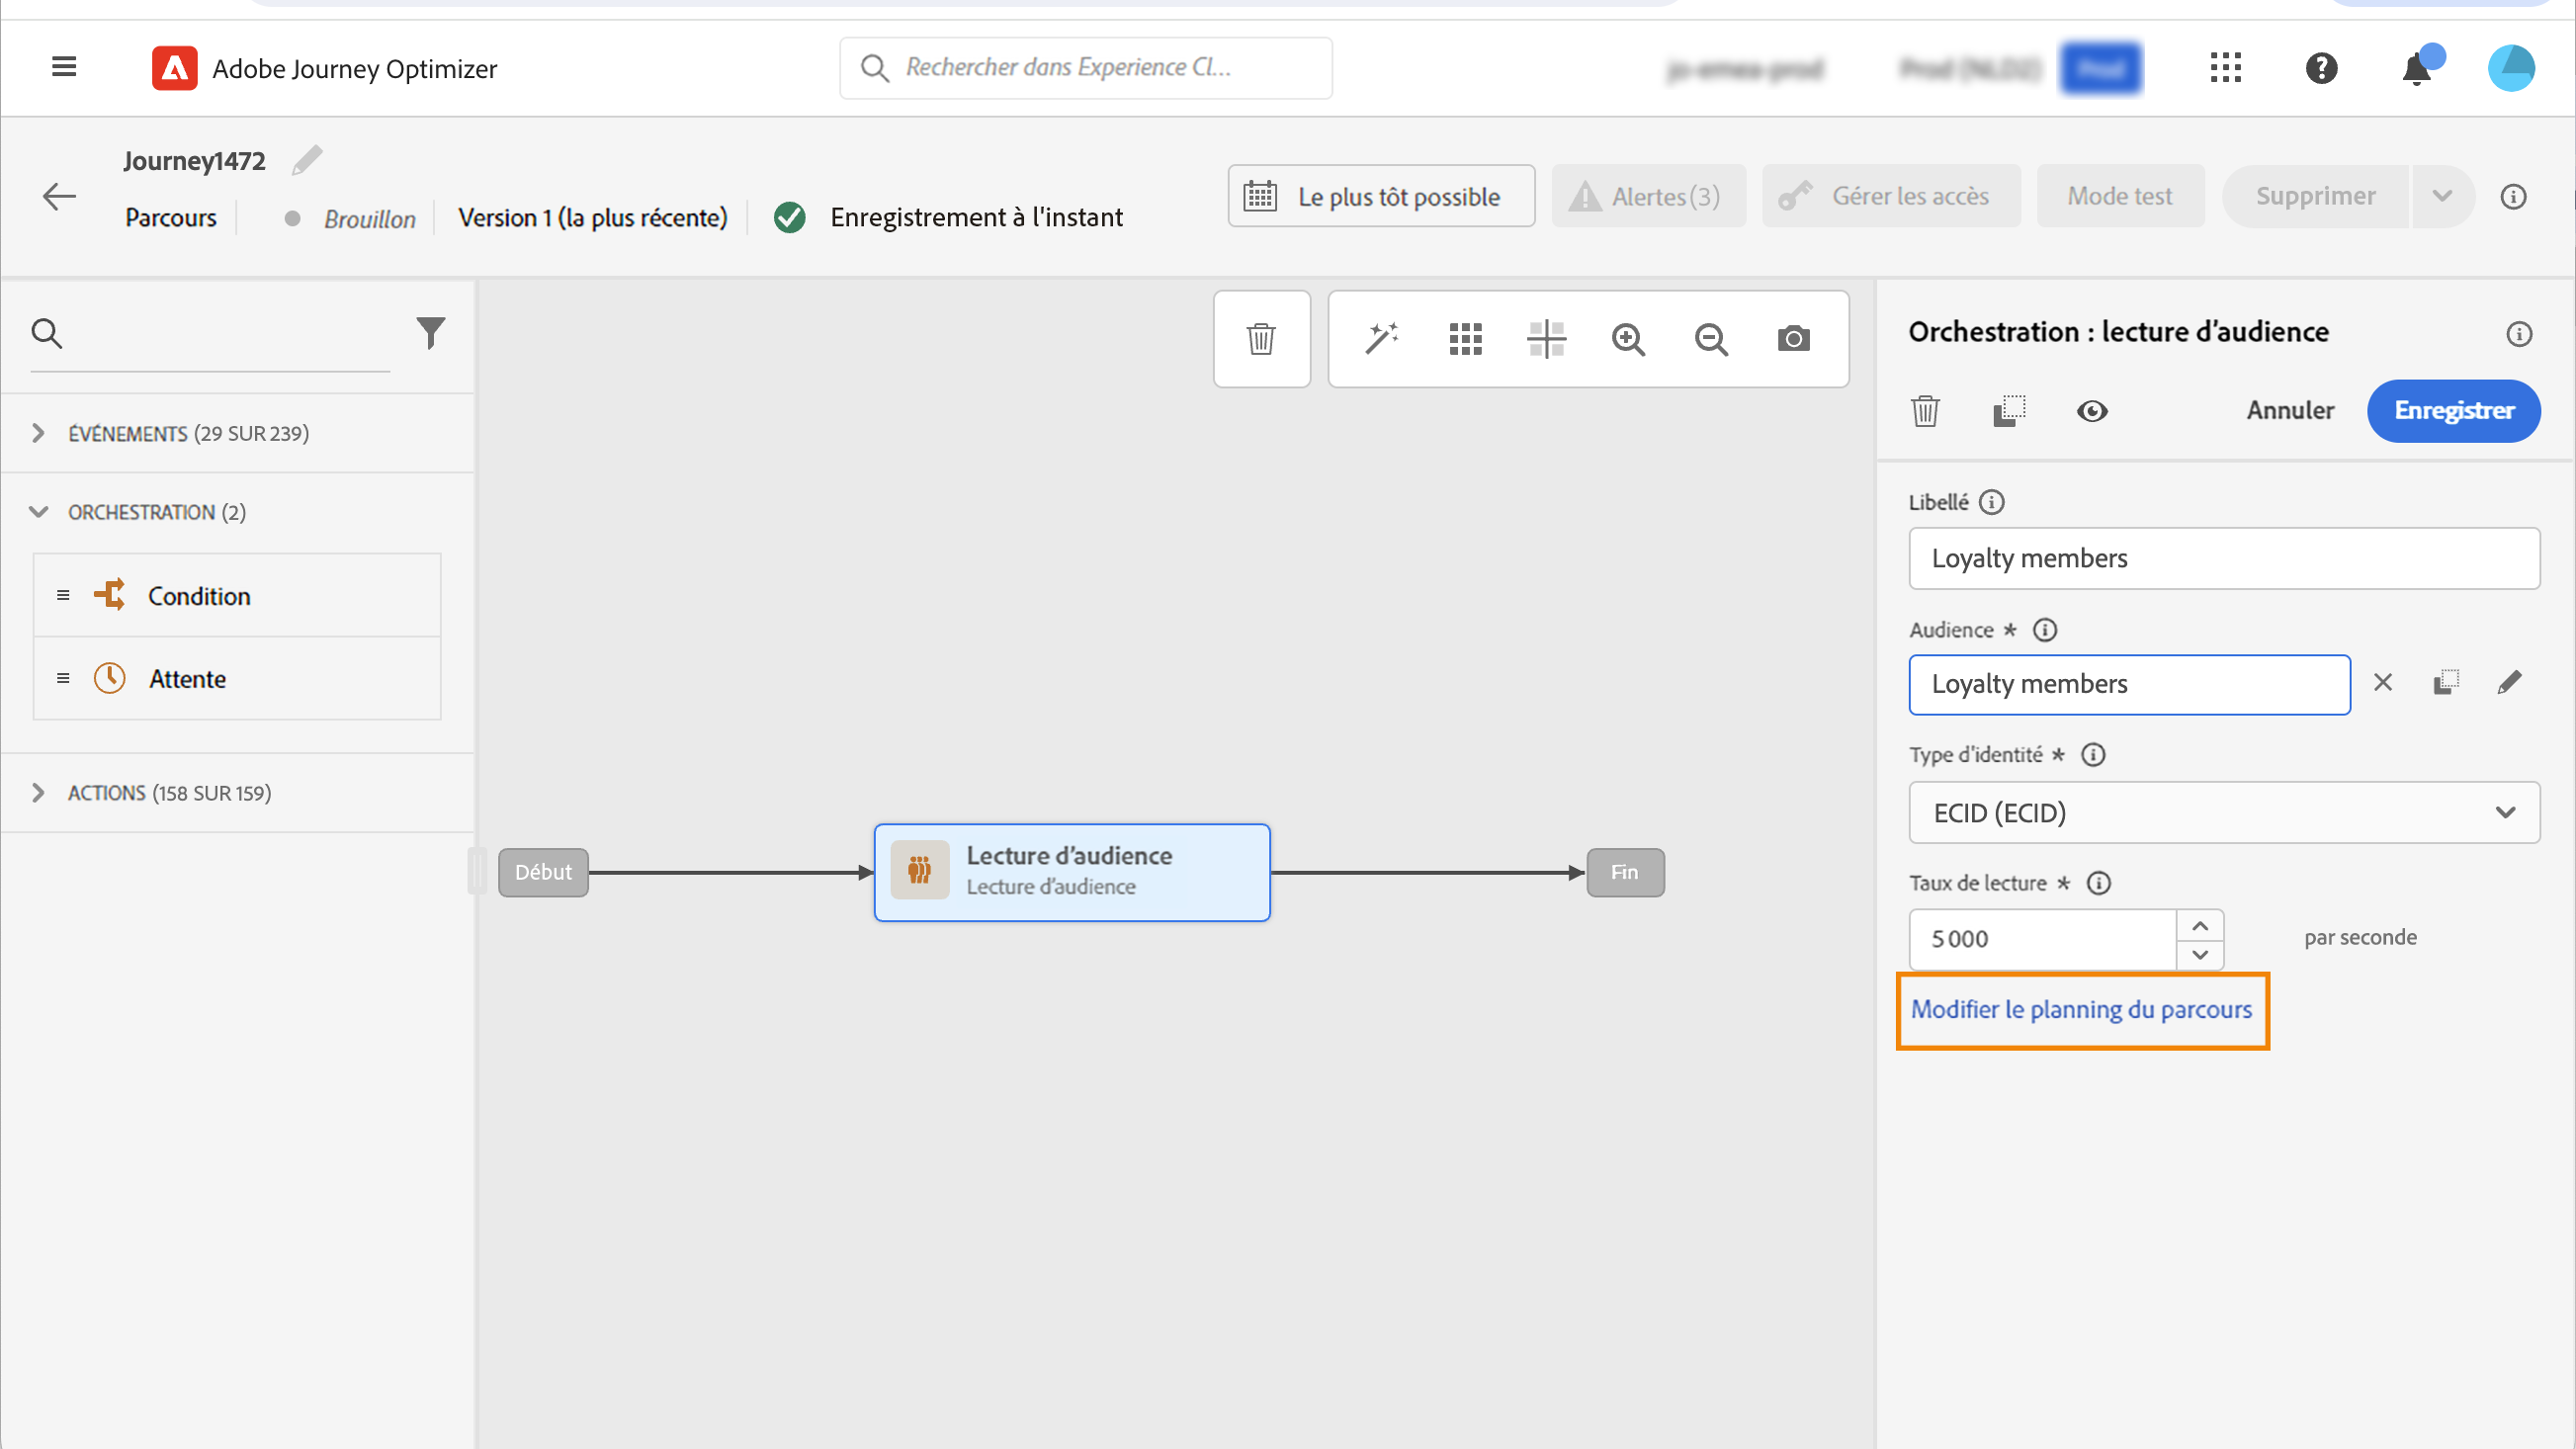 Adobe Journey Optimizer
Rechercher dans Experience Cl...
Journey1472
Parcours
Brouillon
Version 1 (la plus récente)
Enregistrement à l'instant
Le plus tôt possible
Alertes (3)
Gérer les accès
Mode test
Supprimer
ÉVÉNEMENTS (29 SUR 239)
ORCHESTRATION (2)
Condition
Attente
ACTIONS (158 SUR 159)
Début
Lecture d’audience
Lecture d’audience
Fin
Orchestration : lecture d’audience
Annuler
Enregistrer
Libellé
Loyalty members
Audience *
Loyalty members
Type d’identité *
ECID (ECID)
Taux de lecture *
5 000
par seconde
Modifier le planning du parcours